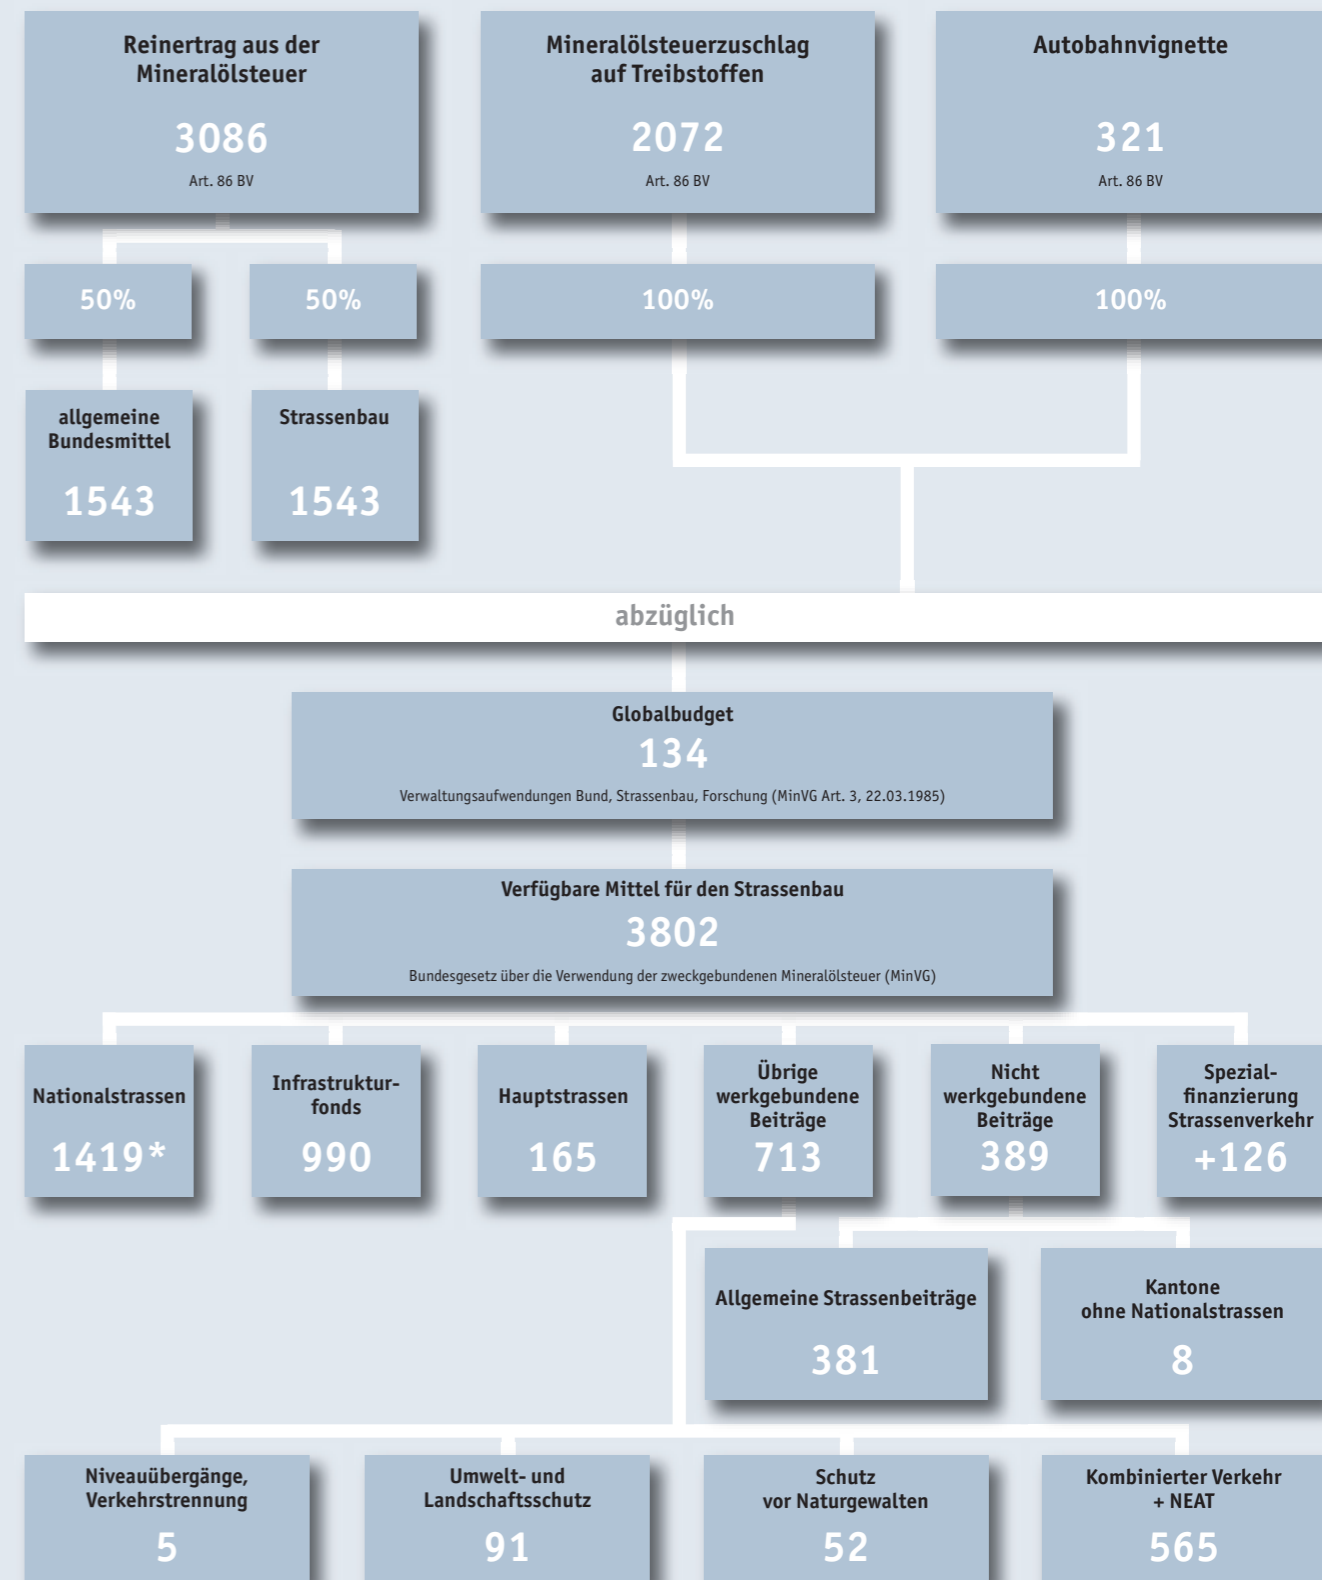 Reinertrag aus der
Mineralölsteuer
3086
Art. 86 BV
Mineralölsteuerzuschlag
auf Treibstoffen
2072
Art. 86 BV
Autobahnvignette
321
Art. 86 BV
50%
50%
100%
100%
allgemeine
Bundesmittel
1543
Strassenbau
1543
abzüglich
Globalbudget
134
Verwaltungsaufwendungen Bund, Strassenbau, Forschung (MinVG Art. 3, 22.03.1985)
Verfügbare Mittel für den Strassenbau
3802
Bundesgesetz über die Verwendung der zweckgebundenen Mineralölsteuer (MinVG)
Nationalstrassen
1419*
Infrastruktur-
fonds
990
Hauptstrassen
165
Übrige
werkgebundene
Beiträge
713
Nicht
werkgebundene
Beiträge
389
Spezial-
finanzierung
Strassenverkehr
+126
Allgemeine Strassenbeiträge
381
Kantone
ohne Nationalstrassen
8
Niveauübergänge,
Verkehrstrennung
5
Umwelt- und
Landschaftsschutz
91
Schutz
vor Naturgewalten
52
Kombinierter Verkehr
+ NEAT
565